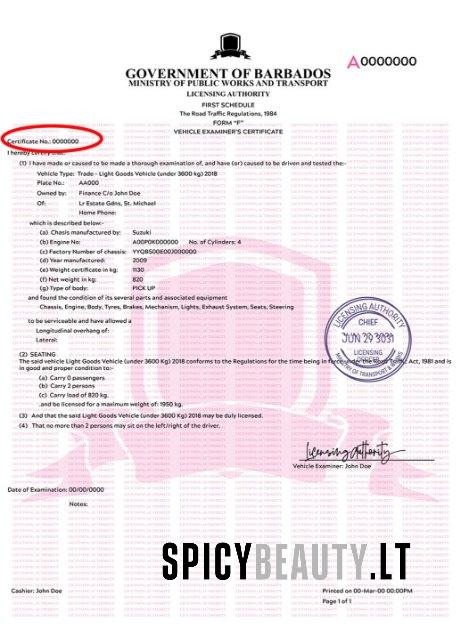 A0000000
GOVERNMENT OF BARBADOS
MINISTRY OF PUBLIC WORKS AND TRANSPORT
LICENSING AUTHORITY
FIRST SCHEDULE
The Road Traffic Regulations, 1984
FORM "F"
VEHICLE EXAMINER'S CERTIFICATE
Certificate No.: 0000000
I hereby certify that:
(1) I have made or caused to be made a thorough examination of, and have (or) caused to be driven and tested the:-
Vehicle Type: Trade - Light Goods Vehicle (under 3600 kg) 2018
Plate No.: AA000
Owned by: Finance C/o John Doe
Of: Lr Estate Gdns, St. Michael
Home Phone:
which is described below:-
(a) Chasis manufactured by: Suzuki
(b) Engine No: A00P0K000000 No. of Cylinders: 4
(c) Factory Number of chassis: YYQBS00E00J000000
(d) Year manufactured: 2009
(e) Weight certificate in kg: 1130
(f) Net weight in kg: 820
(g) Type of body: PICK UP
and found the condition of its several parts and associated equipment
Chassis, Engine, Body, Tyres, Brakes, Mechanism, Lights, Exhaust System, Seats, Steering
to be serviceable and have allowed a
Longitudinal overhang of:
Lateral:
LICENSING AUTHORITY
CHIEF
JUN 29 3031
LICENSING
OFFICER
MINISTRY OF TRANSPORT &
(2) SEATING
The said vehicle Light Goods Vehicle (under 3600 Kg) 2018 conforms to the Regulations for the time being in force under the Road Traffic Act, 1981 and is
in good and proper condition to:-
(a) Carry 0 passengers
(b) Carry 2 persons
(c) Carry load of 820 kg.
and be licensed for a maximum weight of: 1950 kg.
(3) And that the said Light Goods Vehicle (under 3600 Kg) 2018 may be duly licensed.
(4) That no more than 2 persons may sit on the left/right of the driver.
Licensing Authority
Vehicle Examiner: John Doe
Date of Examination: 00/00/0000
Notes:
SPICYBEAUTY.LT
Cashier: John Doe
Printed on 00-Mar-00 00:00PM
Page 1 of 1